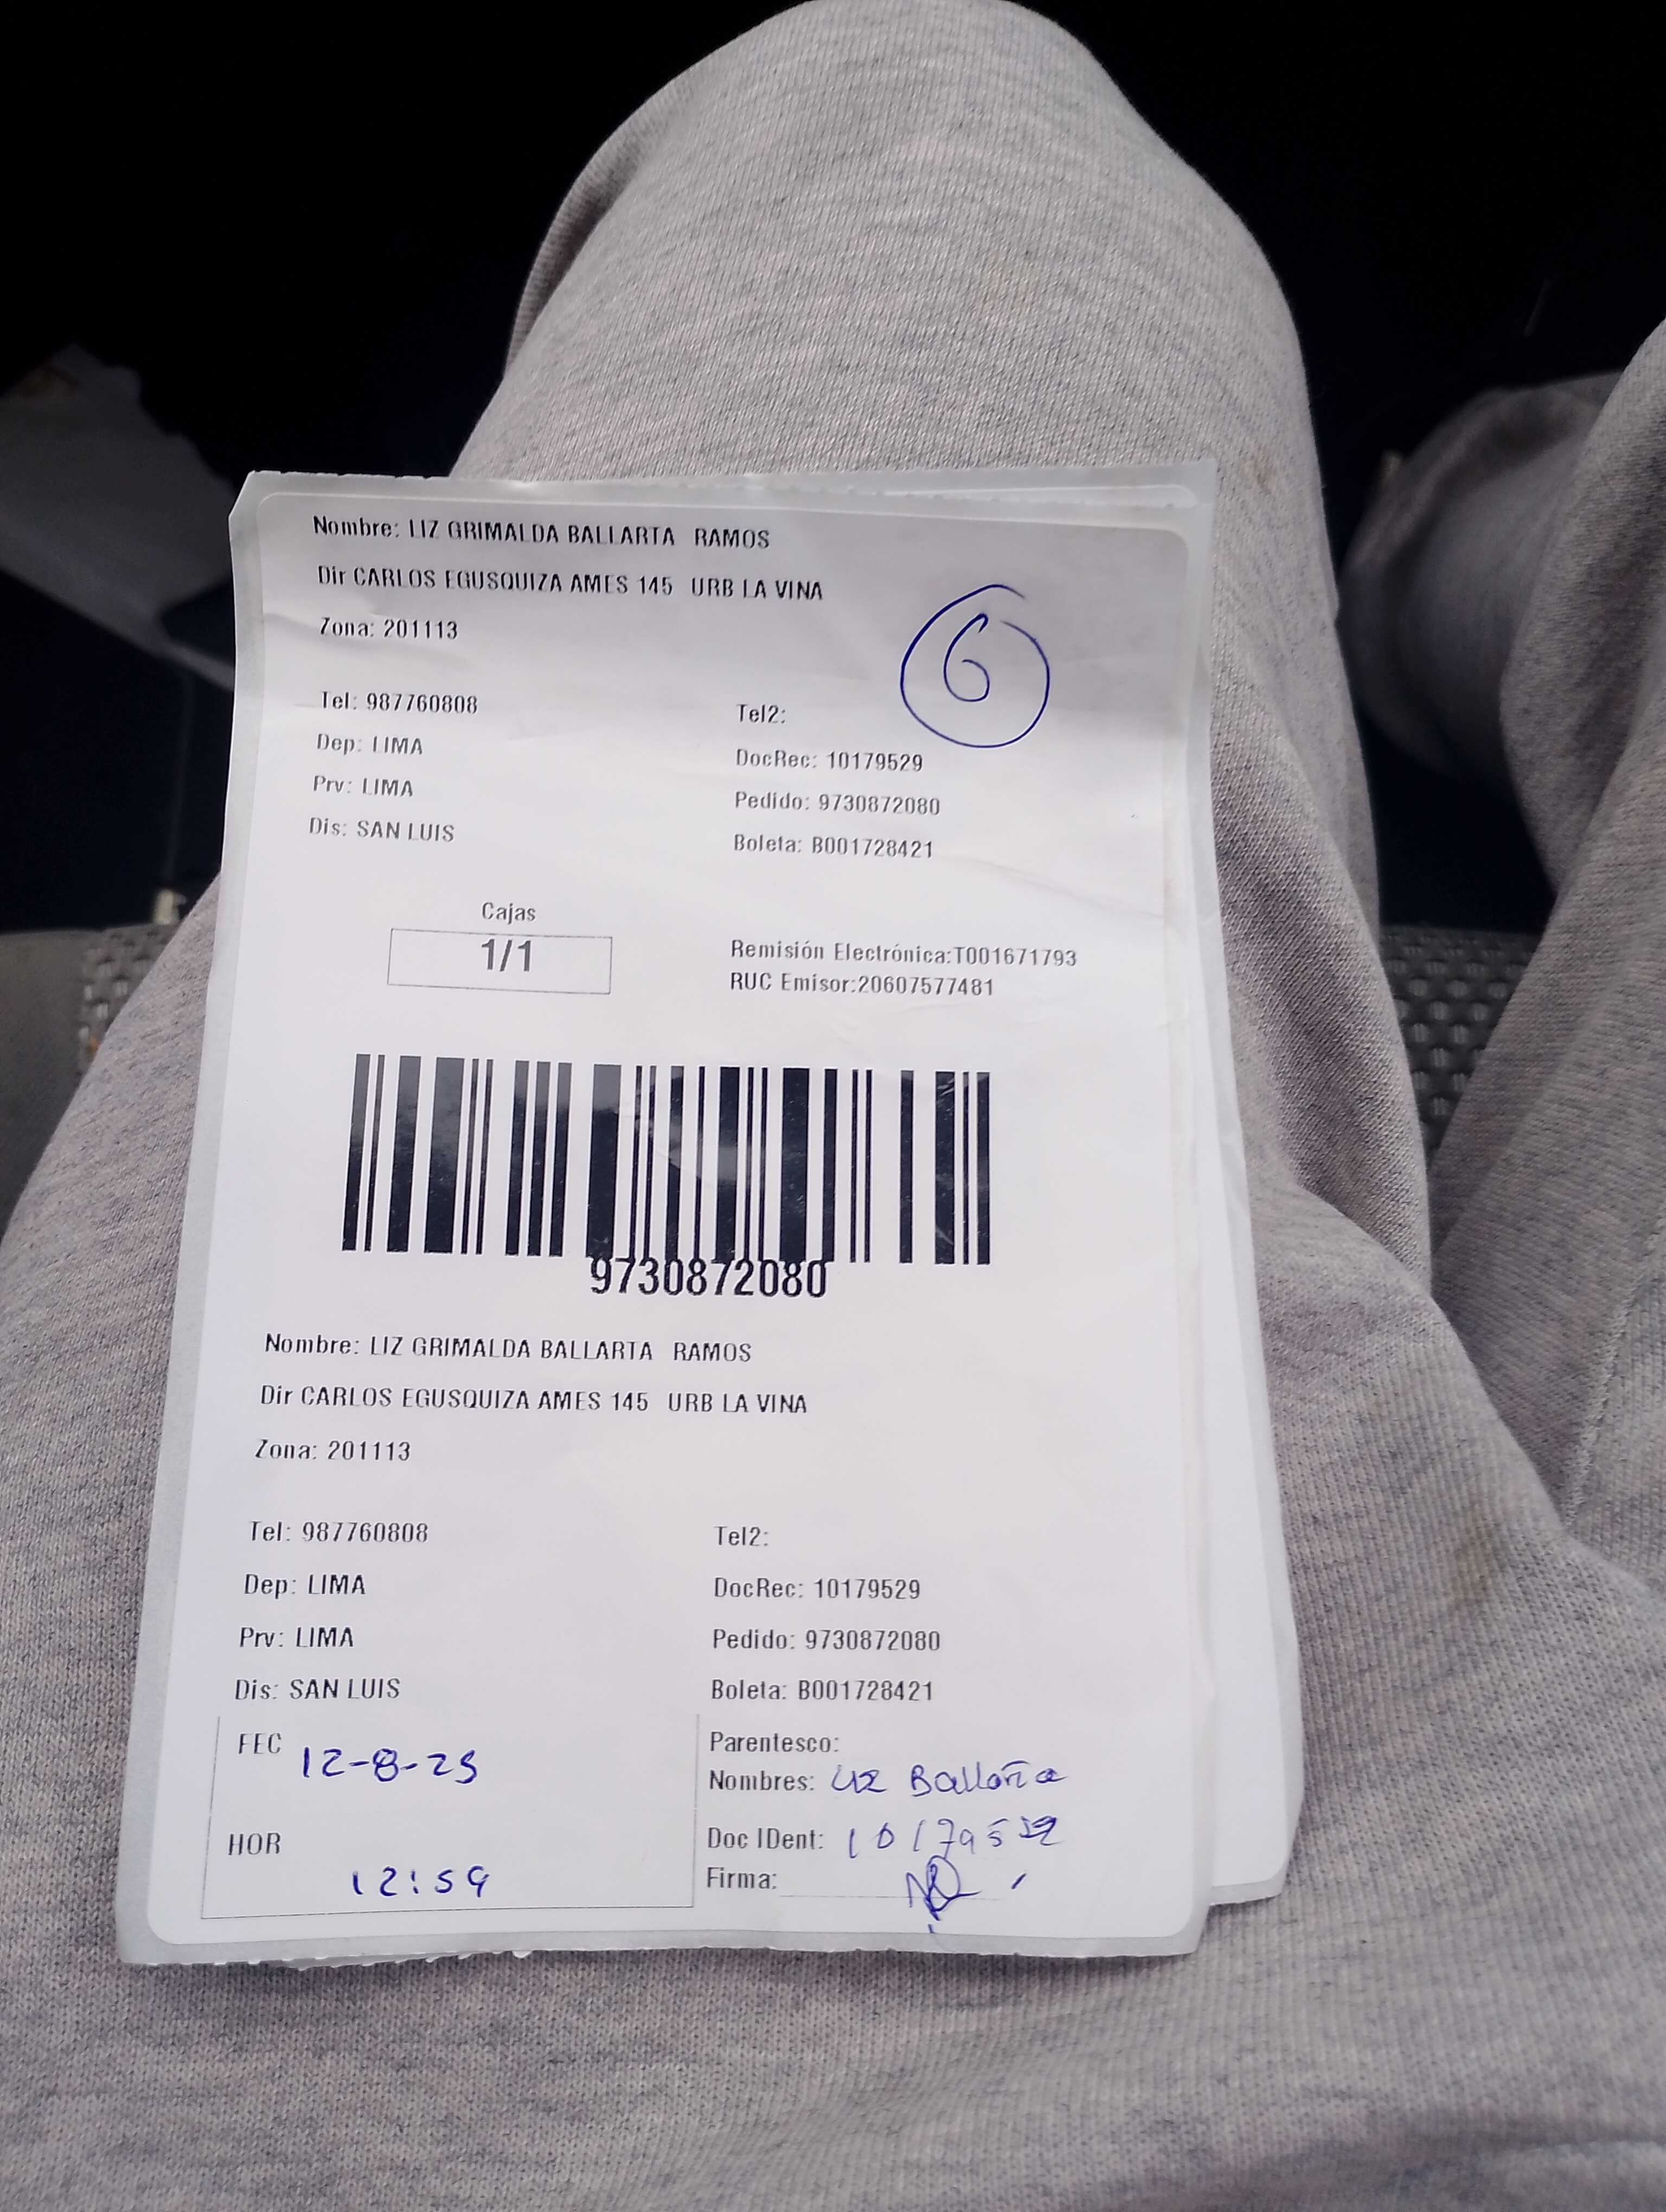 Nombre: LIZ GRIMALDA BALLARTA RAMOS
Dir CARLOS EGUSQUIZA AMES 145 URB LA VINA
Zona: 201113
6
Tel: 987760808 Tel2:
Dep: LIMA DocRec: 10179529
Prv: LIMA Pedido: 9730872080
Dis: SAN LUIS Boleta: B001728421
Cajas
1/1
Remisión Electrónica:T001671793
RUC Emisor:20607577481
9730872080
Nombre: LIZ GRIMALDA BALLARTA RAMOS
Dir CARLOS EGUSQUIZA AMES 145 URB LA VINA
Zona: 201113
Tel: 987760808 Tel2:
Dep: LIMA DocRec: 10179529
Prv: LIMA Pedido: 9730872080
Dis: SAN LUIS Boleta: B001728421
FEC 12-8-25
HOR 12:59
Parentesco:
Nombres: Liz Ballarta
Doc IDent:
Firma: